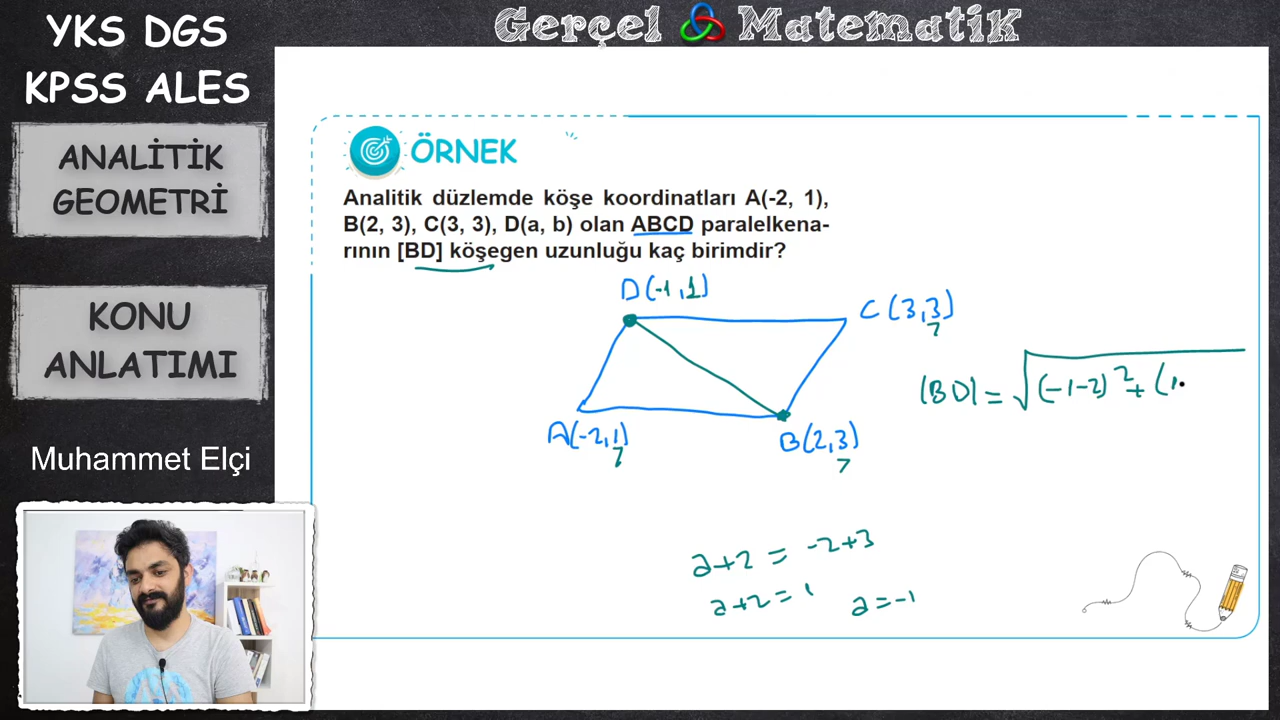 YKS DGS
KPSS ALES
Gerçel Matematik
ANALİTİK
GEOMETRİ
KONU
ANLATIMI
Muhammet Elçi
ÖRNEK
Analitik düzlemde köşe koordinatları A(-2, 1),
B(2, 3), C(3, 3), D(a, b) olan ABCD paralelkena-
rının [BD] köşegen uzunluğu kaç birimdir?
D(-1,1)
C(3,3)
A(-2,1)
B(2,3)
|BD| = √(-1-2)² + (1
a+2 = -2+3
a+2=1 a=-1